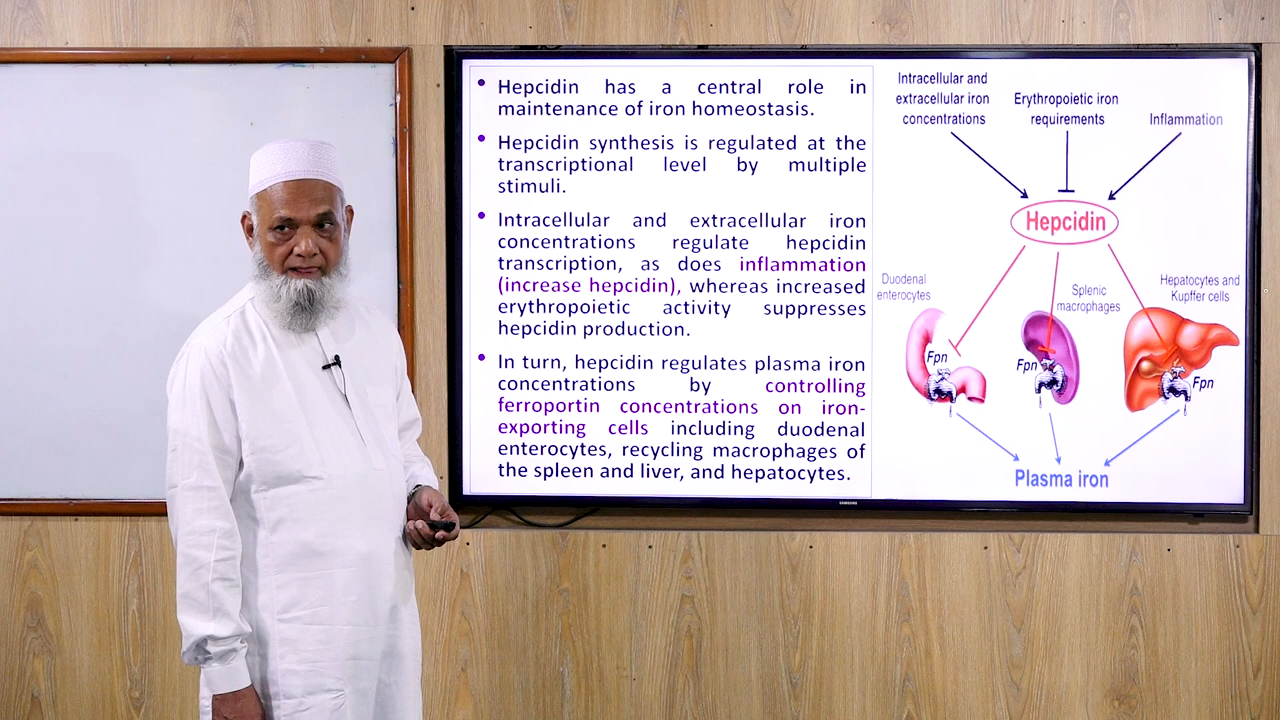 • Hepcidin has a central role in
maintenance of iron homeostasis.
• Hepcidin synthesis is regulated at the
transcriptional level by multiple
stimuli.
• Intracellular and extracellular iron
concentrations regulate hepcidin
transcription, as does inflammation
(increase hepcidin), whereas increased
erythropoietic activity suppresses
hepcidin production.
• In turn, hepcidin regulates plasma iron
concentrations by controlling
ferroportin concentrations on iron-
exporting cells including duodenal
enterocytes, recycling macrophages of
the spleen and liver, and hepatocytes.
Intracellular and
extracellular iron
concentrations
Erythropoietic iron
requirements
Inflammation
Hepcidin
Duodenal
enterocytes
Splenic
macrophages
Hepatocytes and
Kupffer cells
Fpn
Fpn
Fpn
Plasma iron
SAMSUNG